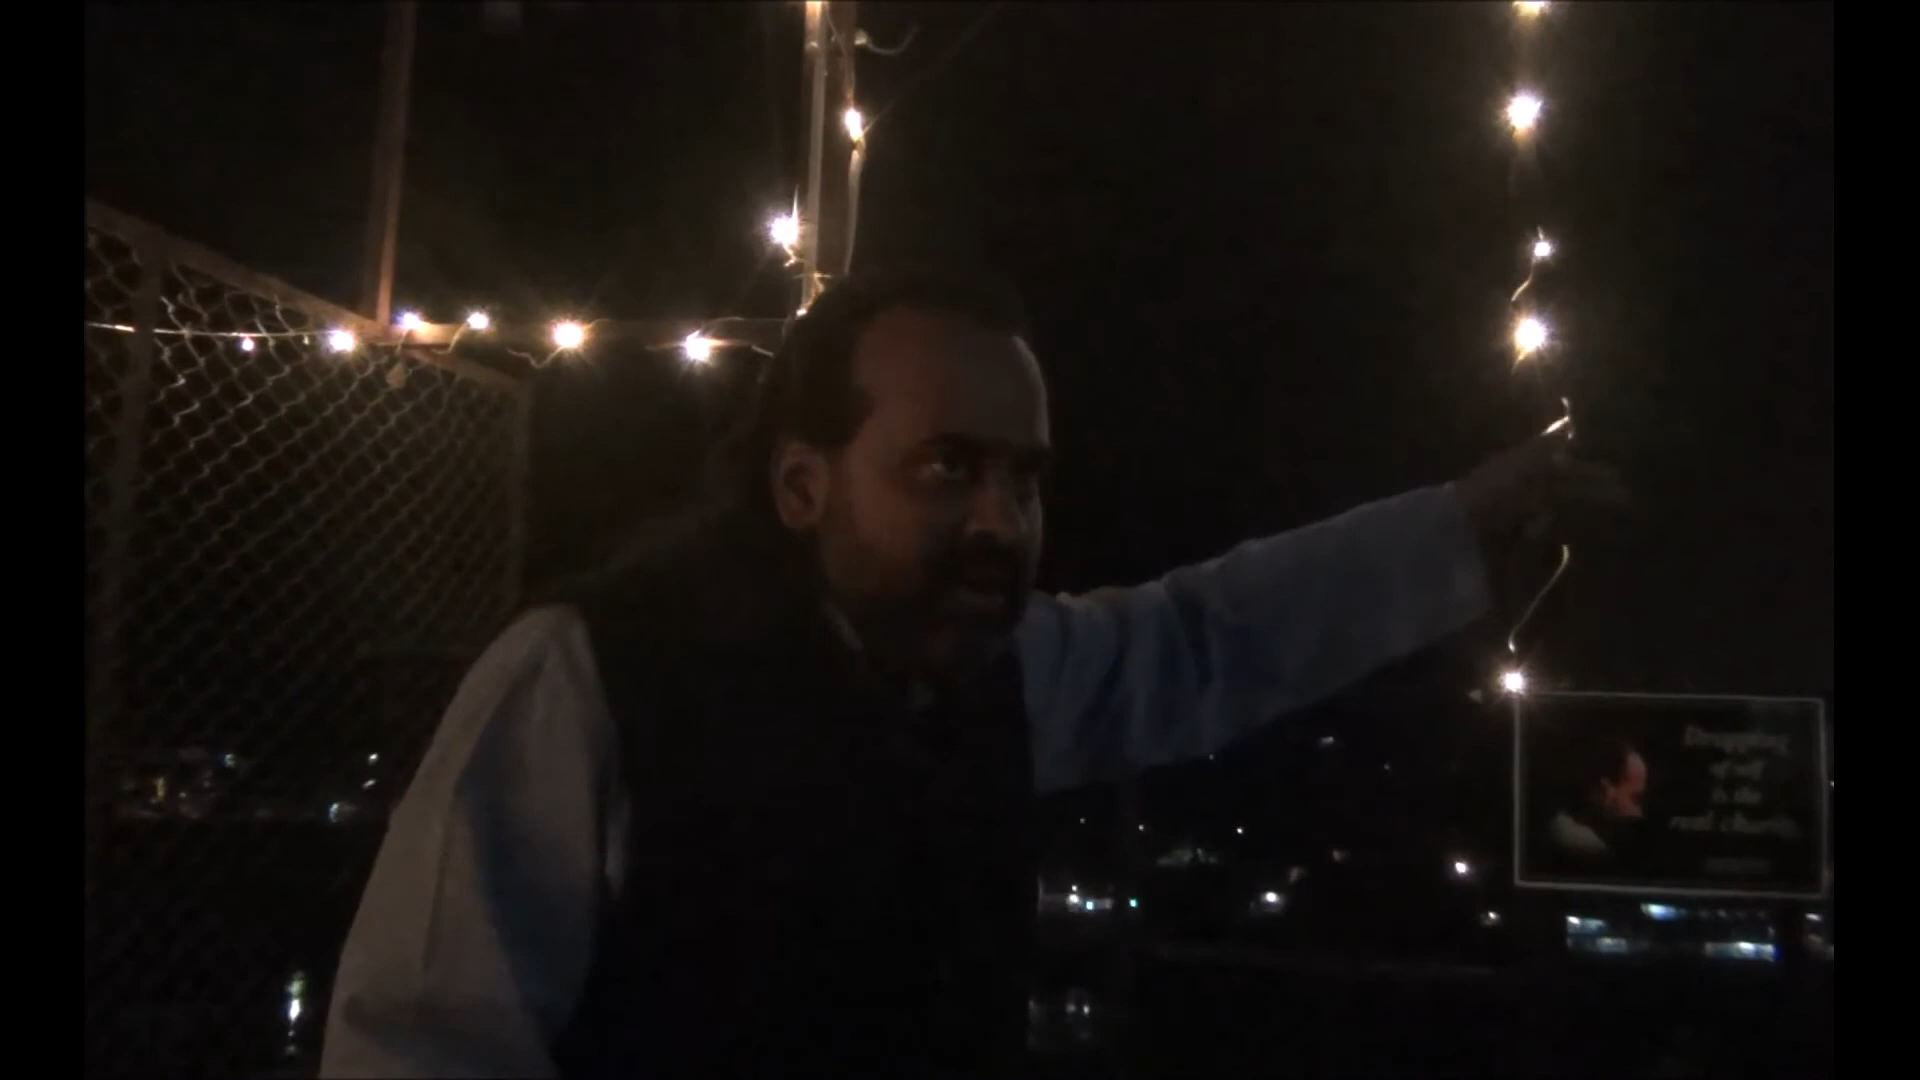 Dropping
of self
is the
real charity.